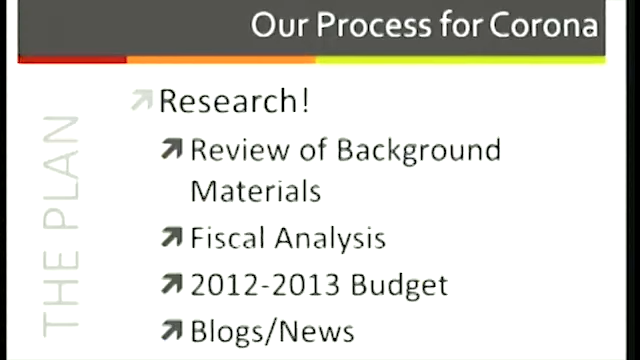 Our Process for Corona
THE PLAN
Research!
Review of Background
Materials
Fiscal Analysis
2012-2013 Budget
Blogs/News